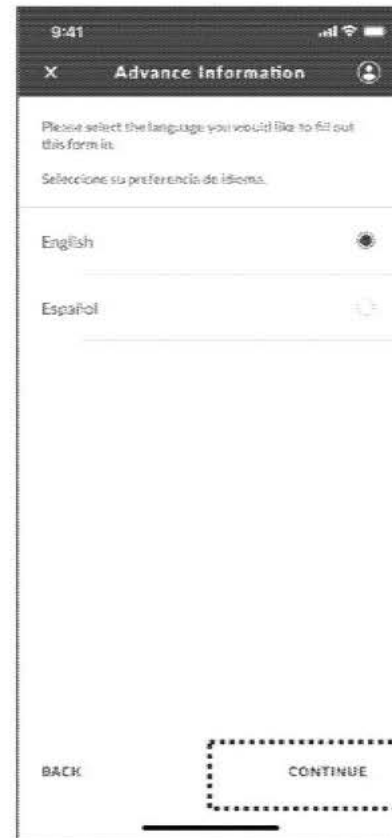 9:41
Advance Information
Please select the language you would like to fill out
this form in.
Seleccione su preferencia de idioma.
English
Español
BACK
CONTINUE